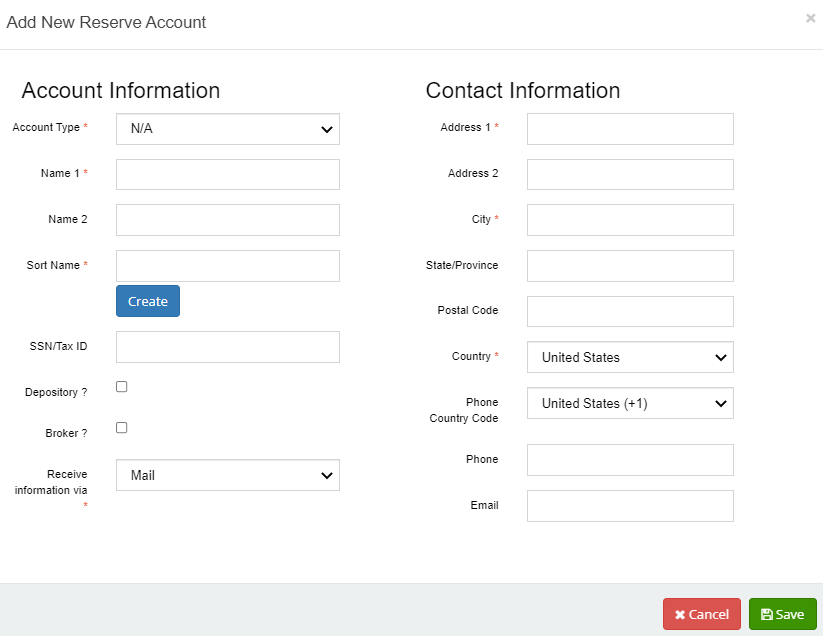 Add New Reserve Account
×
Account Information
Account Type *
N/A
Name 1 *
Name 2
Sort Name *
Create
SSN/Tax ID
Depository ?
Broker ?
Receive
information via
*
Mail
Contact Information
Address 1 *
Address 2
City *
State/Province
Postal Code
Country *
United States
Phone
Country Code
United States (+1)
Phone
Email
Cancel
Save